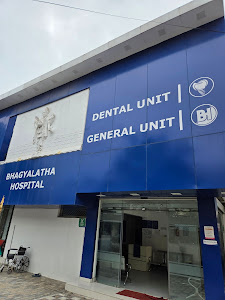 DENTAL UNIT
GENERAL UNIT
BHAGYALATHA
HOSPITAL